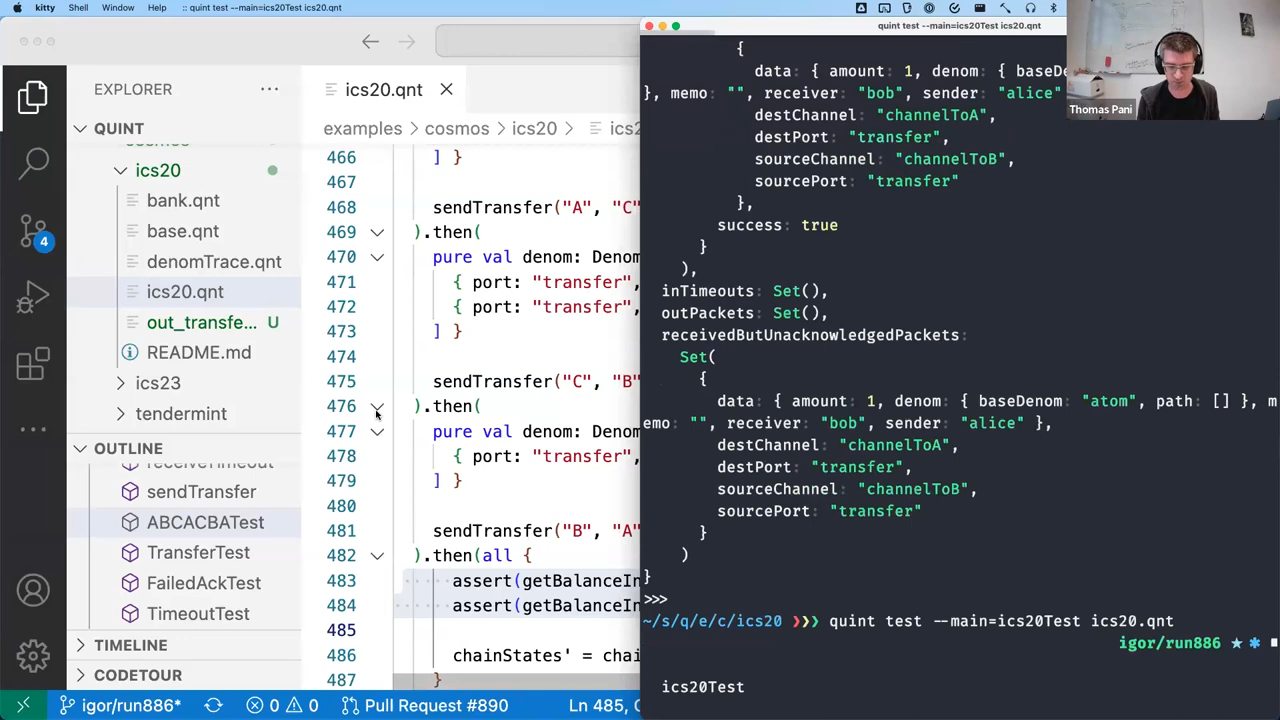 kitty Shell Window Help :: quint test --main=ics20Test ics20.qnt
EXPLORER
QUINT
ics20
bank.qnt
base.qnt
denomTrace.qnt
ics20.qnt
out_transfe... U
README.md
ics23
tendermint
OUTLINE
receiveTimeout
sendTransfer
ABCACBATest
TransferTest
FailedAckTest
TimeoutTest
TIMELINE
CODETOUR
4
ics20.qnt
examples > cosmos > ics20 >
466 ] }
467
468 sendTransfer("A", "C"
469 ).then(
470 pure val denom: Denom
471 { port: "transfer",
472 { port: "transfer",
473 ] }
474
475 sendTransfer("C", "B"
476 ).then(
477 pure val denom: Denom
478 { port: "transfer",
479 ] }
480
481 sendTransfer("B", "A"
482 ).then(all {
483 assert(getBalanceIn
484 assert(getBalanceIn
485
486 chainStates' = chai
487 }
igor/run886* 0 0 Pull Request #890 Ln 485,
quint test --main=ics20Test ics20.qnt
{
data: { amount: 1, denom: { baseDe
}, memo: "", receiver: "bob", sender: "alice"
destChannel: "channelToA",
destPort: "transfer",
sourceChannel: "channelToB",
sourcePort: "transfer"
},
success: true
}
),
inTimeouts: Set(),
outPackets: Set(),
receivedButUnacknowledgedPackets:
Set(
{
data: { amount: 1, denom: { baseDenom: "atom", path: [] }, m
emo: "", receiver: "bob", sender: "alice" },
destChannel: "channelToA",
destPort: "transfer",
sourceChannel: "channelToB",
sourcePort: "transfer"
}
)
}
>>>
~/s/q/e/c/ics20 ❯❯❯ quint test --main=ics20Test ics20.qnt
igor/run886 ★ ✱
ics20Test
Thomas Pani